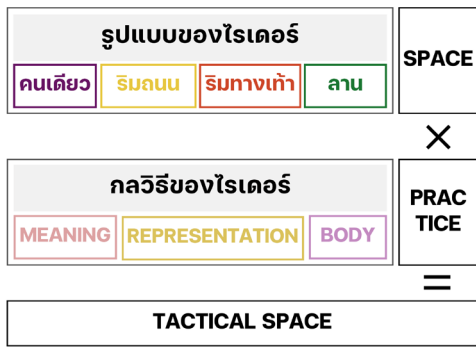 รูปแบบของไรเดอร์
คนเดียว ริมถนน ริมทางเท้า ลาน
SPACE
×
กลวิธีของไรเดอร์
MEANING REPRESENTATION BODY
PRAC
TICE
=
TACTICAL SPACE